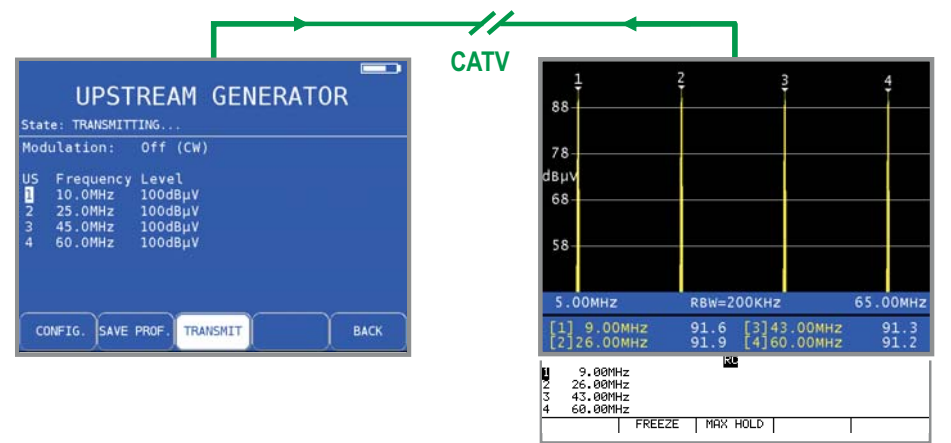 CATV
UPSTREAM GENERATOR
State: TRANSMITTING...
Modulation: Off (CW)
US Frequency Level
1 10.0MHz 100dBµV
2 25.0MHz 100dBµV
3 45.0MHz 100dBµV
4 60.0MHz 100dBµV
CONFIG. SAVE PROF. TRANSMIT BACK
1 2 3 4
88
78
dBµV
68
58
5.00MHz RBW=200KHz 65.00MHz
[1] 9.00MHz 91.6 [3]43.00MHz 91.3
[2]26.00MHz 91.9 [4]60.00MHz 91.2
RC
1 9.00MHz
2 26.00MHz
3 43.00MHz
4 60.00MHz
FREEZE MAX HOLD